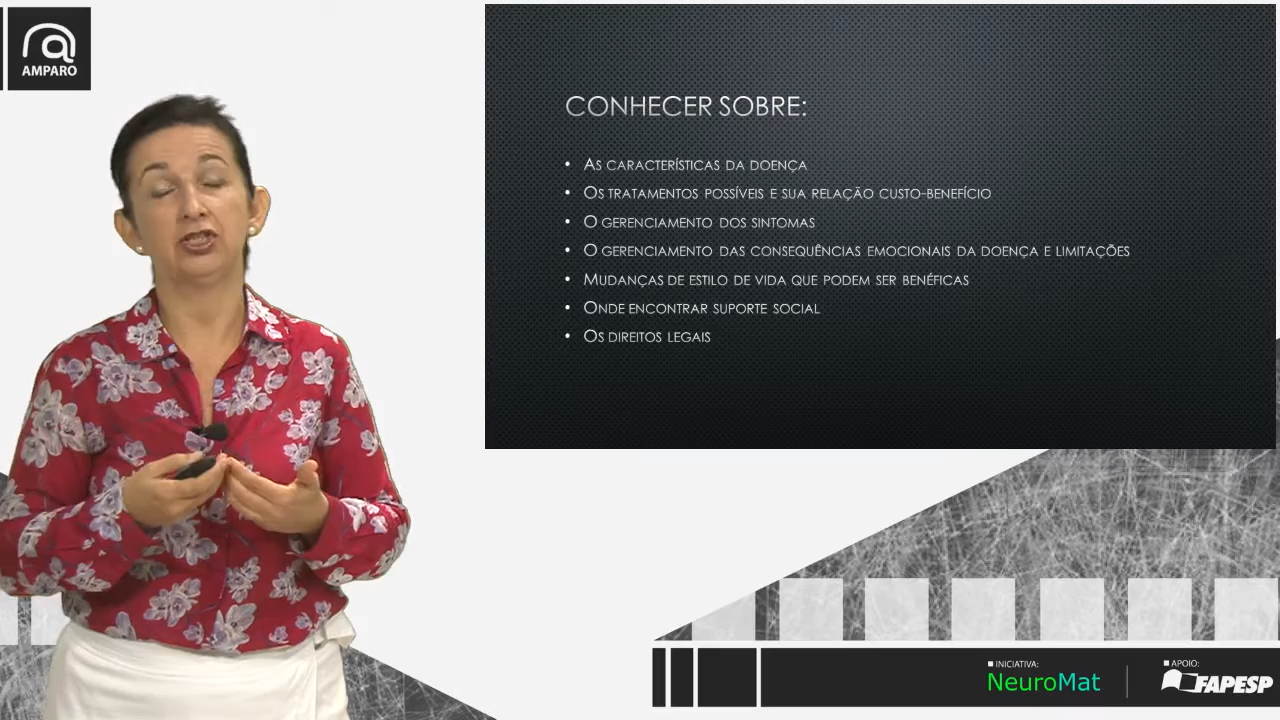 AMPARO
CONHECER SOBRE:
• AS CARACTERÍSTICAS DA DOENÇA
• OS TRATAMENTOS POSSÍVEIS E SUA RELAÇÃO CUSTO-BENEFÍCIO
• O GERENCIAMENTO DOS SINTOMAS
• O GERENCIAMENTO DAS CONSEQUÊNCIAS EMOCIONAIS DA DOENÇA E LIMITAÇÕES
• MUDANÇAS DE ESTILO DE VIDA QUE PODEM SER BENÉFICAS
• ONDE ENCONTRAR SUPORTE SOCIAL
• OS DIREITOS LEGAIS
INICIATIVA:
NeuroMat
APOIO:
FAPESP